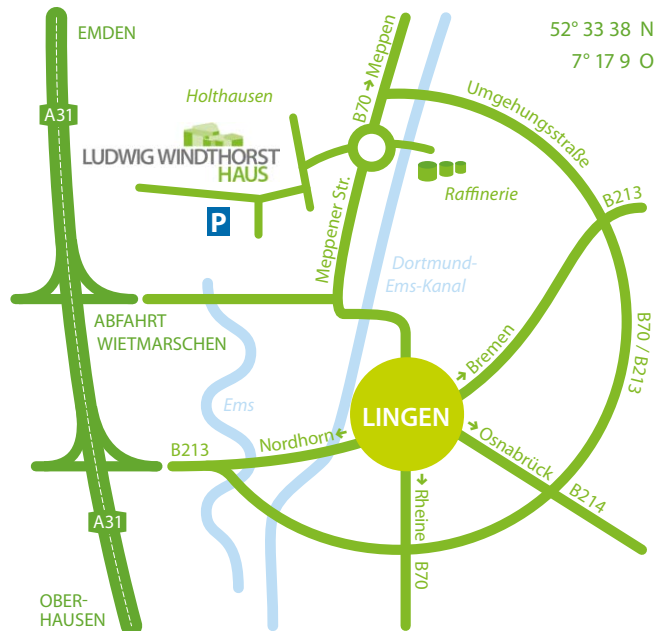 EMDEN
52° 33 38 N
7° 17 9 O
A31
Holthausen
B70 → Meppen
Umgehungsstraße
LUDWIG WINDTHORST
HAUS
Raffinerie
B213
P
Meppener Str.
Dortmund-
Ems-Kanal
ABFAHRT
WIETMARSCHEN
B70 / B213
Bremen
Ems
LINGEN
B213
Nordhorn
Osnabrück
B214
Rheine
B70
A31
OBER-
HAUSEN